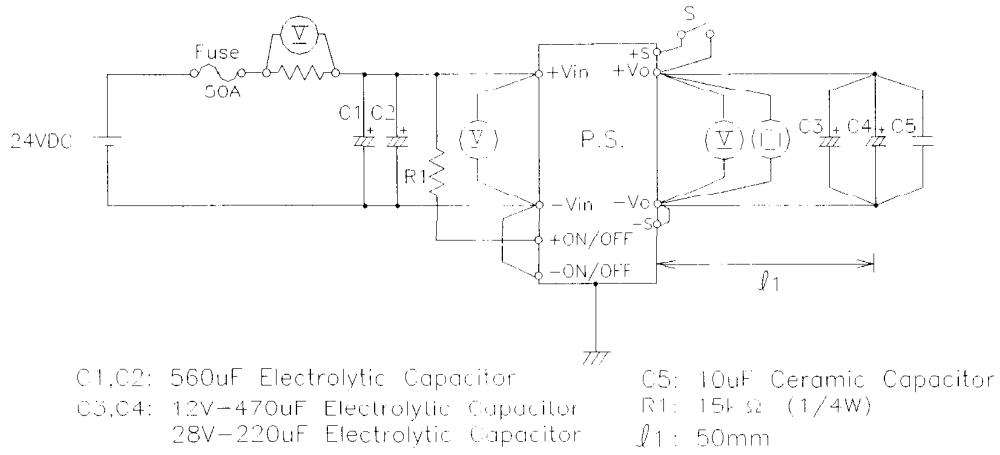 S
Fuse
V
50A
+S
+Vin
+Vo
C1
C2
C3
C4
C5
24VDC
V
P.S.
V
R1
-Vin
-Vo
-S
+ON/OFF
-ON/OFF
ℓ1
C1,C2: 560uF Electrolytic Capacitor
C3,C4: 12V-470uF Electrolytic Capacitor
28V-220uF Electrolytic Capacitor
C5: 10uF Ceramic Capacitor
R1: 15kΩ (1/4W)
ℓ1: 50mm